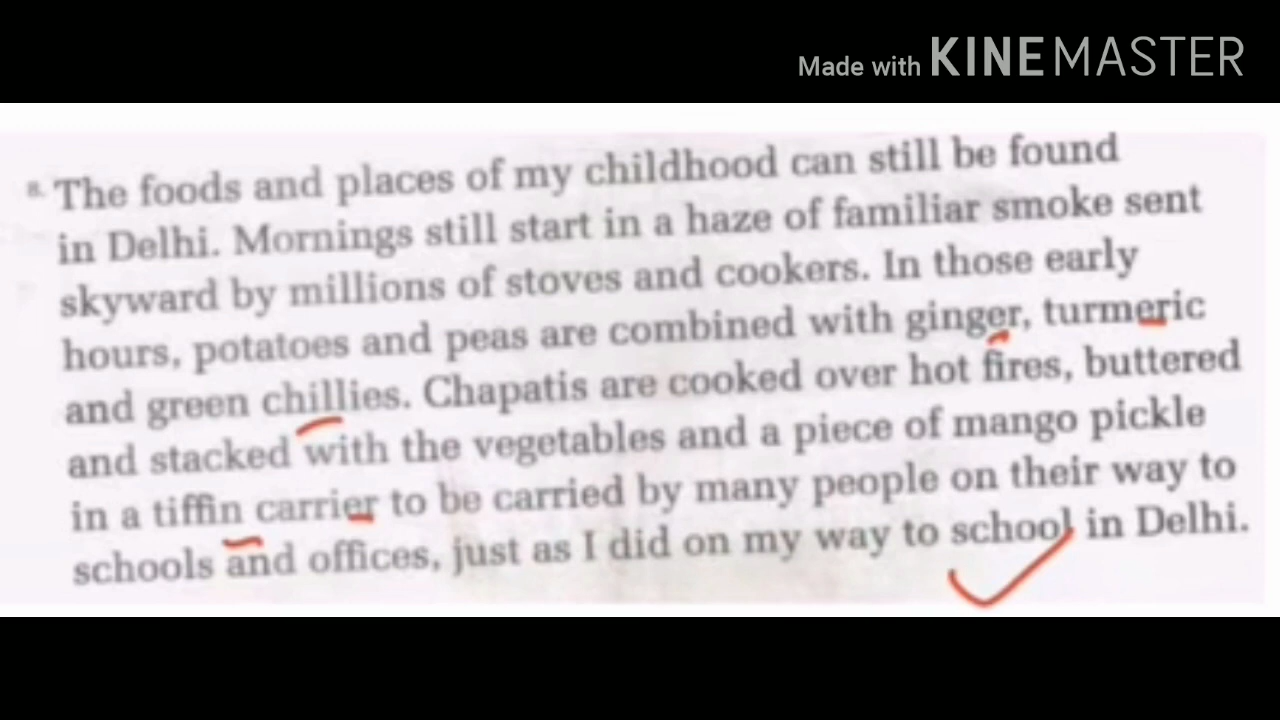 Made with KINEMASTER
8. The foods and places of my childhood can still be found
in Delhi. Mornings still start in a haze of familiar smoke sent
skyward by millions of stoves and cookers. In those early
hours, potatoes and peas are combined with ginger, turmeric
and green chillies. Chapatis are cooked over hot fires, buttered
and stacked with the vegetables and a piece of mango pickle
in a tiffin carrier to be carried by many people on their way to
schools and offices, just as I did on my way to school in Delhi.